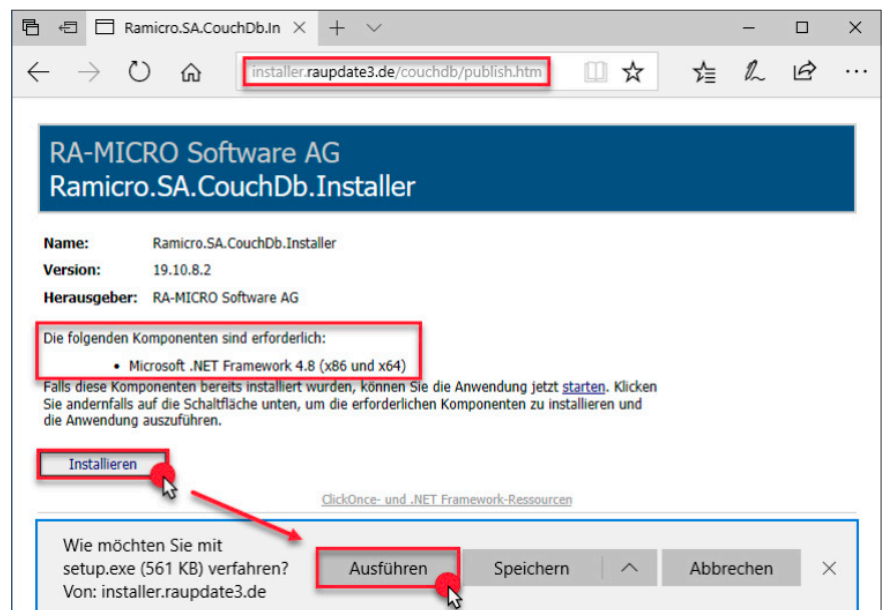 Ramicro.SA.CouchDb.In
installer.raupdate3.de/couchdb/publish.htm
RA-MICRO Software AG
Ramicro.SA.CouchDb.Installer
Name: Ramicro.SA.CouchDb.Installer
Version: 19.10.8.2
Herausgeber: RA-MICRO Software AG
Die folgenden Komponenten sind erforderlich:
• Microsoft .NET Framework 4.8 (x86 und x64)
Falls diese Komponenten bereits installiert wurden, können Sie die Anwendung jetzt starten. Klicken
Sie andernfalls auf die Schaltfläche unten, um die erforderlichen Komponenten zu installieren und
die Anwendung auszuführen.
Installieren
ClickOnce- und .NET Framework-Ressourcen
Wie möchten Sie mit
setup.exe (561 KB) verfahren?
Von: installer.raupdate3.de
Ausführen Speichern Abbrechen